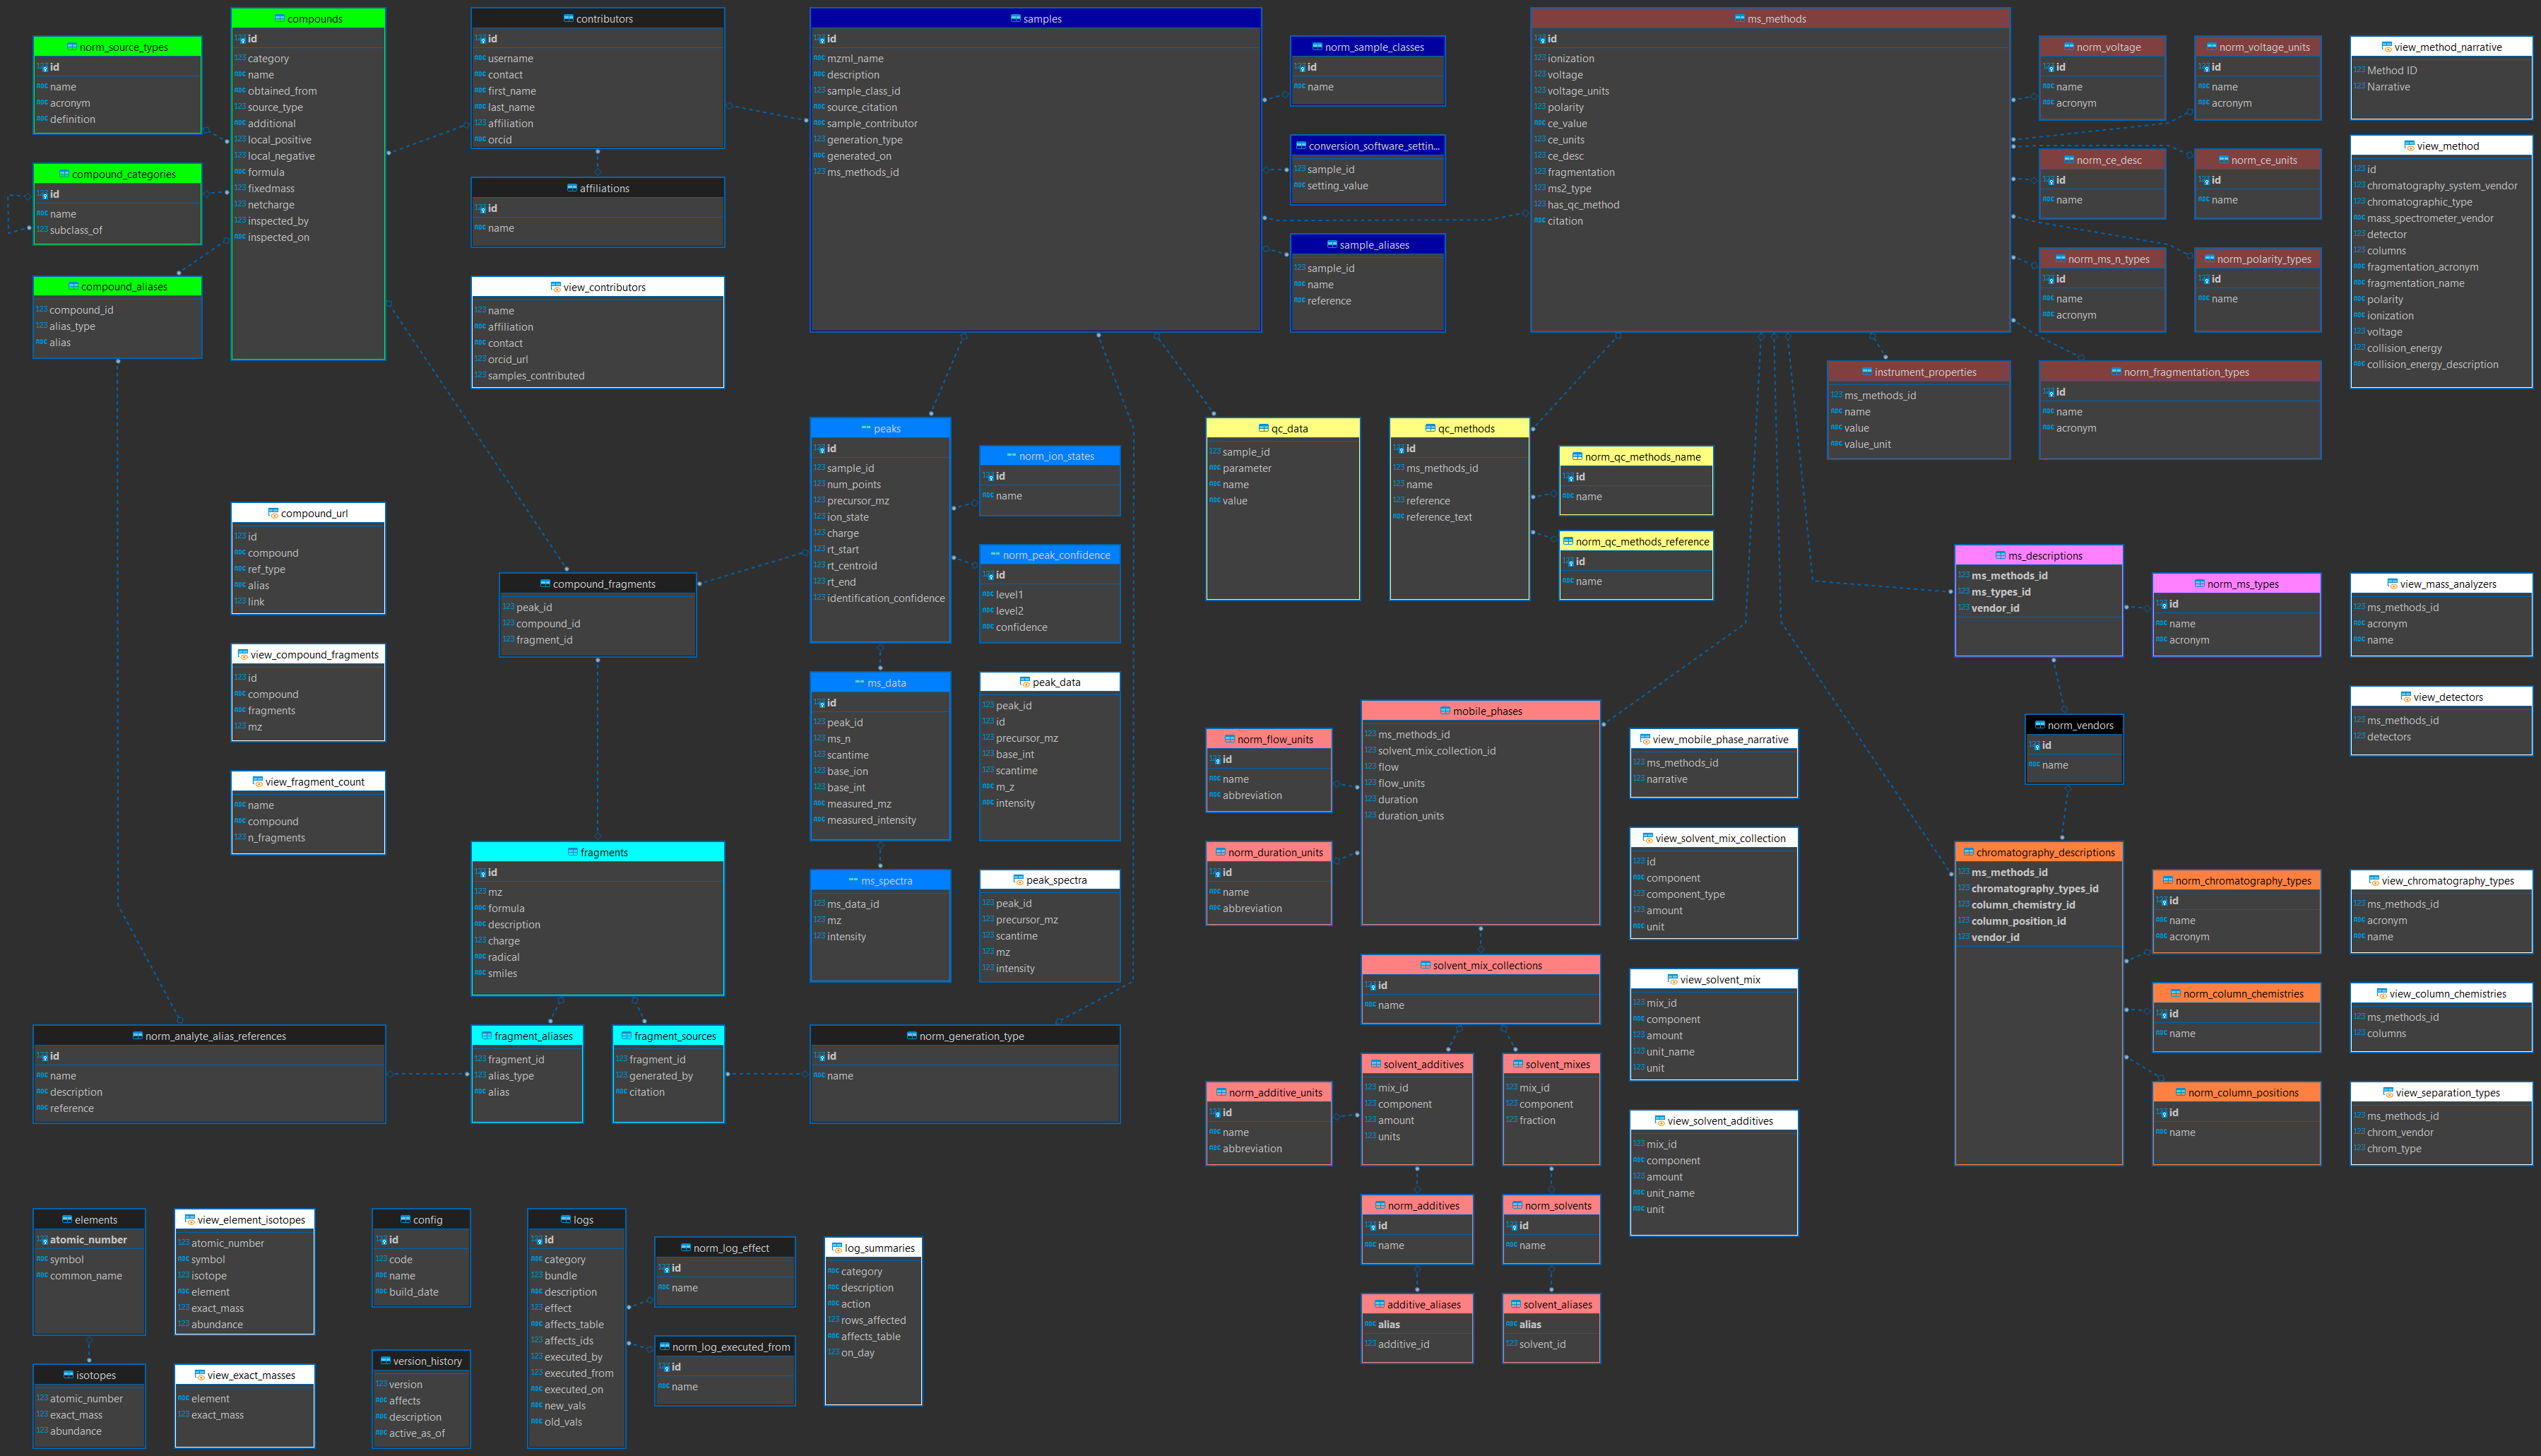 compounds
id
category
name
obtained_from
source_type
additional
local_positive
local_negative
formula
fixedmass
netcharge
inspected_by
inspected_on
norm_source_types
id
name
acronym
definition
compound_categories
id
name
subclass_of
compound_aliases
compound_id
alias_type
alias
contributors
id
username
contact
first_name
last_name
affiliation
orcid
affiliations
id
name
view_contributors
name
affiliation
contact
orcid_url
samples_contributed
samples
id
mzml_name
description
sample_class_id
source_citation
sample_contributor
generation_type
generated_on
ms_methods_id
norm_sample_classes
id
name
conversion_software_settin...
sample_id
setting_value
sample_aliases
sample_id
name
reference
ms_methods
id
ionization
voltage
voltage_units
polarity
ce_value
ce_units
ce_desc
fragmentation
ms2_type
has_qc_method
citation
norm_voltage
id
name
acronym
norm_voltage_units
id
name
acronym
norm_ce_desc
id
name
norm_ce_units
id
name
norm_ms_n_types
id
name
acronym
norm_polarity_types
id
name
instrument_properties
ms_methods_id
name
value
value_unit
norm_fragmentation_types
id
name
acronym
view_method_narrative
Method ID
Narrative
view_method
id
chromatography_system_vendor
chromatographic_type
mass_spectrometer_vendor
detector
columns
fragmentation_acronym
fragmentation_name
polarity
ionization
voltage
collision_energy
collision_energy_description
peaks
id
sample_id
num_points
precursor_mz
ion_state
charge
rt_start
rt_centroid
rt_end
identification_confidence
norm_ion_states
id
name
norm_peak_confidence
id
level1
level2
confidence
qc_data
sample_id
parameter
name
value
qc_methods
id
ms_methods_id
name
reference
reference_text
norm_qc_methods_name
id
name
norm_qc_methods_reference
id
name
compound_url
id
compound
ref_type
alias
link
view_compound_fragments
id
compound
fragments
mz
view_fragment_count
name
compound
n_fragments
compound_fragments
peak_id
compound_id
fragment_id
ms_data
id
peak_id
ms_n
scantime
base_ion
base_int
measured_mz
measured_intensity
peak_data
peak_id
id
precursor_mz
base_int
scantime
m_z
intensity
ms_spectra
ms_data_id
mz
intensity
peak_spectra
peak_id
precursor_mz
scantime
mz
intensity
fragments
id
mz
formula
description
charge
radical
smiles
norm_analyte_alias_references
id
name
description
reference
fragment_aliases
fragment_id
alias_type
alias
fragment_sources
fragment_id
generated_by
citation
norm_generation_type
id
name
ms_descriptions
ms_methods_id
ms_types_id
vendor_id
norm_ms_types
id
name
acronym
view_mass_analyzers
ms_methods_id
acronym
name
view_detectors
ms_methods_id
detectors
norm_vendors
id
name
mobile_phases
ms_methods_id
solvent_mix_collection_id
flow
flow_units
duration
duration_units
norm_flow_units
id
name
abbreviation
norm_duration_units
id
name
abbreviation
view_mobile_phase_narrative
ms_methods_id
narrative
view_solvent_mix_collection
id
component
component_type
amount
unit
view_solvent_mix
mix_id
component
amount
unit_name
unit
view_solvent_additives
mix_id
component
amount
unit_name
unit
solvent_mix_collections
id
name
solvent_additives
mix_id
component
amount
units
solvent_mixes
mix_id
component
fraction
norm_additive_units
id
name
abbreviation
norm_additives
id
name
norm_solvents
id
name
additive_aliases
alias
additive_id
solvent_aliases
alias
solvent_id
chromatography_descriptions
ms_methods_id
chromatography_types_id
column_chemistry_id
column_position_id
vendor_id
norm_chromatography_types
id
name
acronym
norm_column_chemistries
id
name
norm_column_positions
id
name
view_chromatography_types
ms_methods_id
acronym
name
view_column_chemistries
ms_methods_id
columns
view_separation_types
ms_methods_id
chrom_vendor
chrom_type
elements
atomic_number
symbol
common_name
isotopes
atomic_number
exact_mass
abundance
view_element_isotopes
atomic_number
symbol
isotope
element
exact_mass
abundance
view_exact_masses
element
exact_mass
config
id
code
name
build_date
version_history
version
affects
description
active_as_of
logs
id
category
bundle
description
effect
affects_table
affects_ids
executed_by
executed_from
executed_on
new_vals
old_vals
norm_log_effect
id
name
norm_log_executed_from
id
name
log_summaries
category
description
action
rows_affected
affects_table
on_day